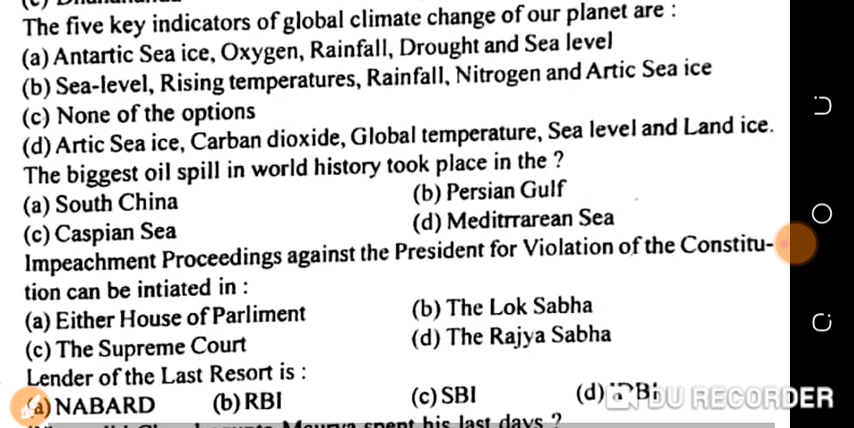 The five key indicators of global climate change of our planet are :
(a) Antartic Sea ice, Oxygen, Rainfall, Drought and Sea level
(b) Sea-level, Rising temperatures, Rainfall, Nitrogen and Artic Sea ice
(c) None of the options
(d) Artic Sea ice, Carban dioxide, Global temperature, Sea level and Land ice.
The biggest oil spill in world history took place in the ?
(a) South China (b) Persian Gulf
(c) Caspian Sea (d) Meditrrarean Sea
Impeachment Proceedings against the President for Violation of the Constitu-
tion can be intiated in :
(a) Either House of Parliment (b) The Lok Sabha
(c) The Supreme Court (d) The Rajya Sabha
Lender of the Last Resort is :
(a) NABARD (b) RBI (c) SBI (d)
DU RECORDER
spent his last days ?